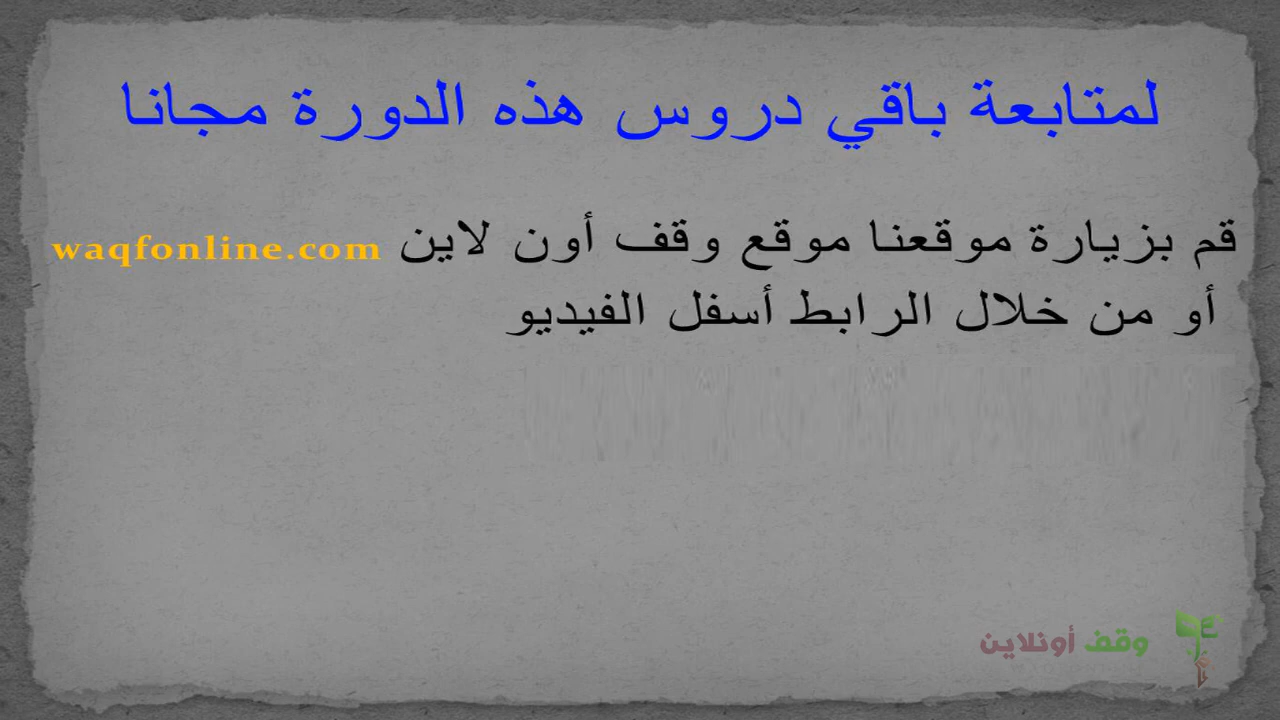 لمتابعة باقي دروس هذه الدورة مجانا
قم بزيارة موقعنا موقع وقف أون لاين waqfonline.com
أو من خلال الرابط أسفل الفيديو
وقف أونلاين